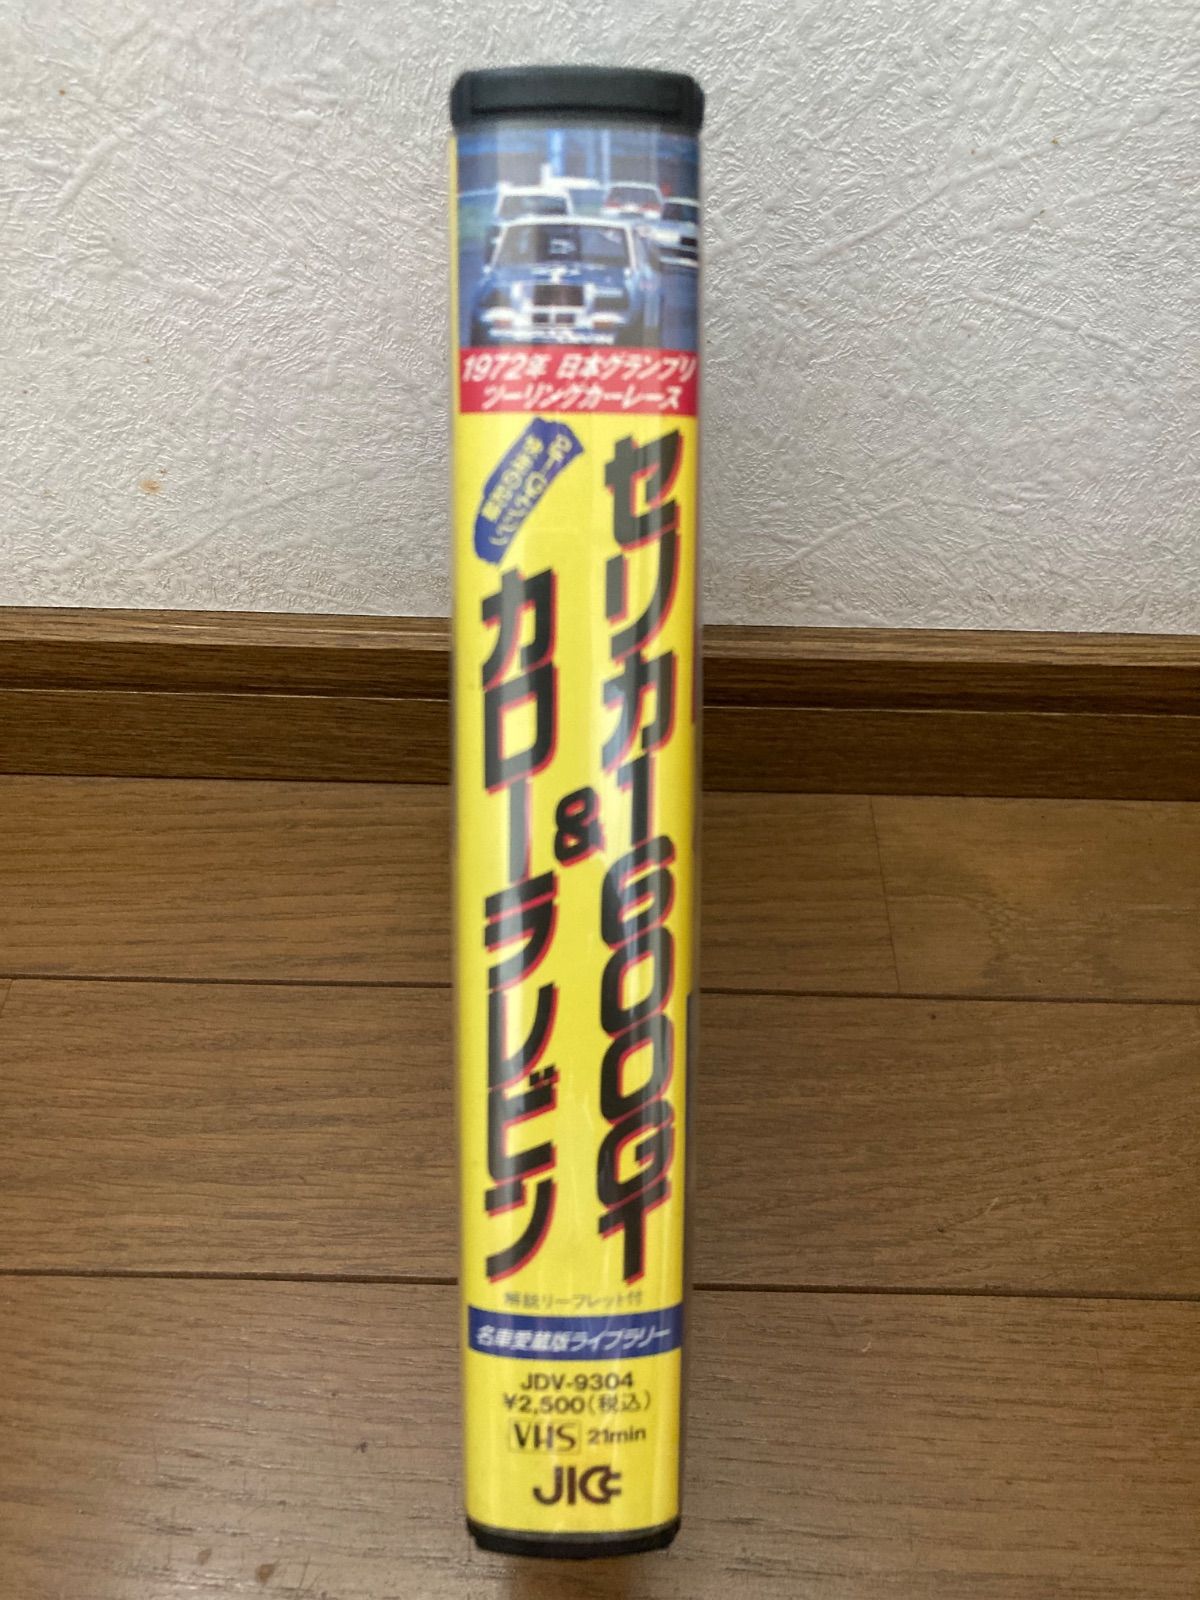 1972年 日本グランプリ
ツーリングカーレース
セリカ1600GT
&
カローラレビン
解説リーフレット付
名車愛蔵版ライブラリー
JDV-9304
¥2,500(税込)
VHS 21min
JICC